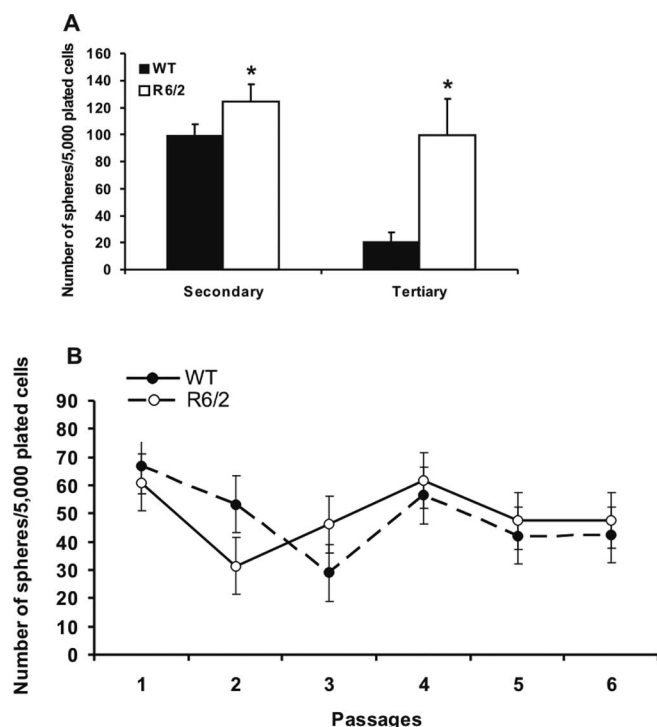 A
Number of spheres/5,000 plated cells
160
140
120
100
80
60
40
20
0
WT
R6/2
*
*
Secondary
Tertiary
B
Number of spheres/5,000 plated cells
WT
R6/2
90
80
70
60
50
40
30
20
10
0
1 2 3 4 5 6
Passages